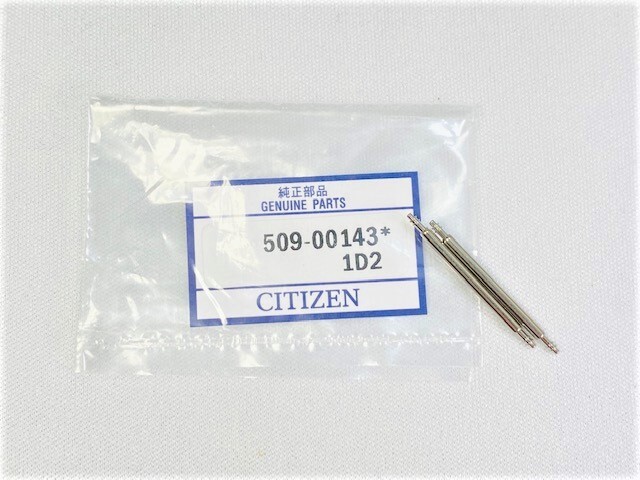 純正部品
GENUINE PARTS
509-00143*
1D2
CITIZEN